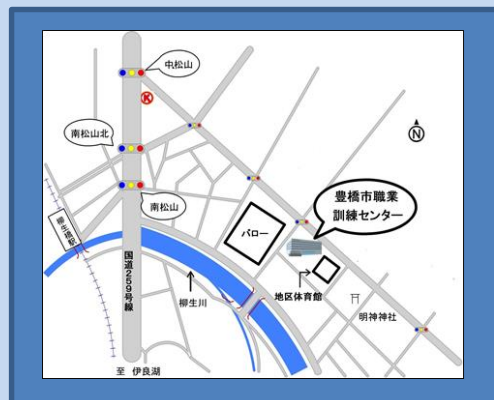 中松山
K
南松山北
N
豊橋市職業
訓練センター
南松山
バロー
柳生橋駅
国道259号線
柳生川
地区体育館
明神神社
至 伊良湖